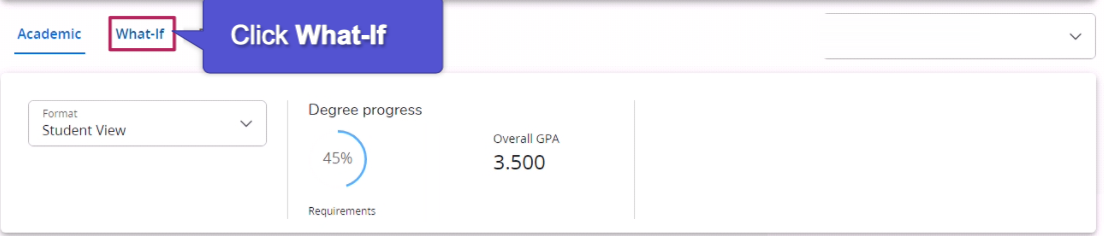 Academic
What-If
Click What-If
Format
Student View
Degree progress
45%
Requirements
Overall GPA
3.500